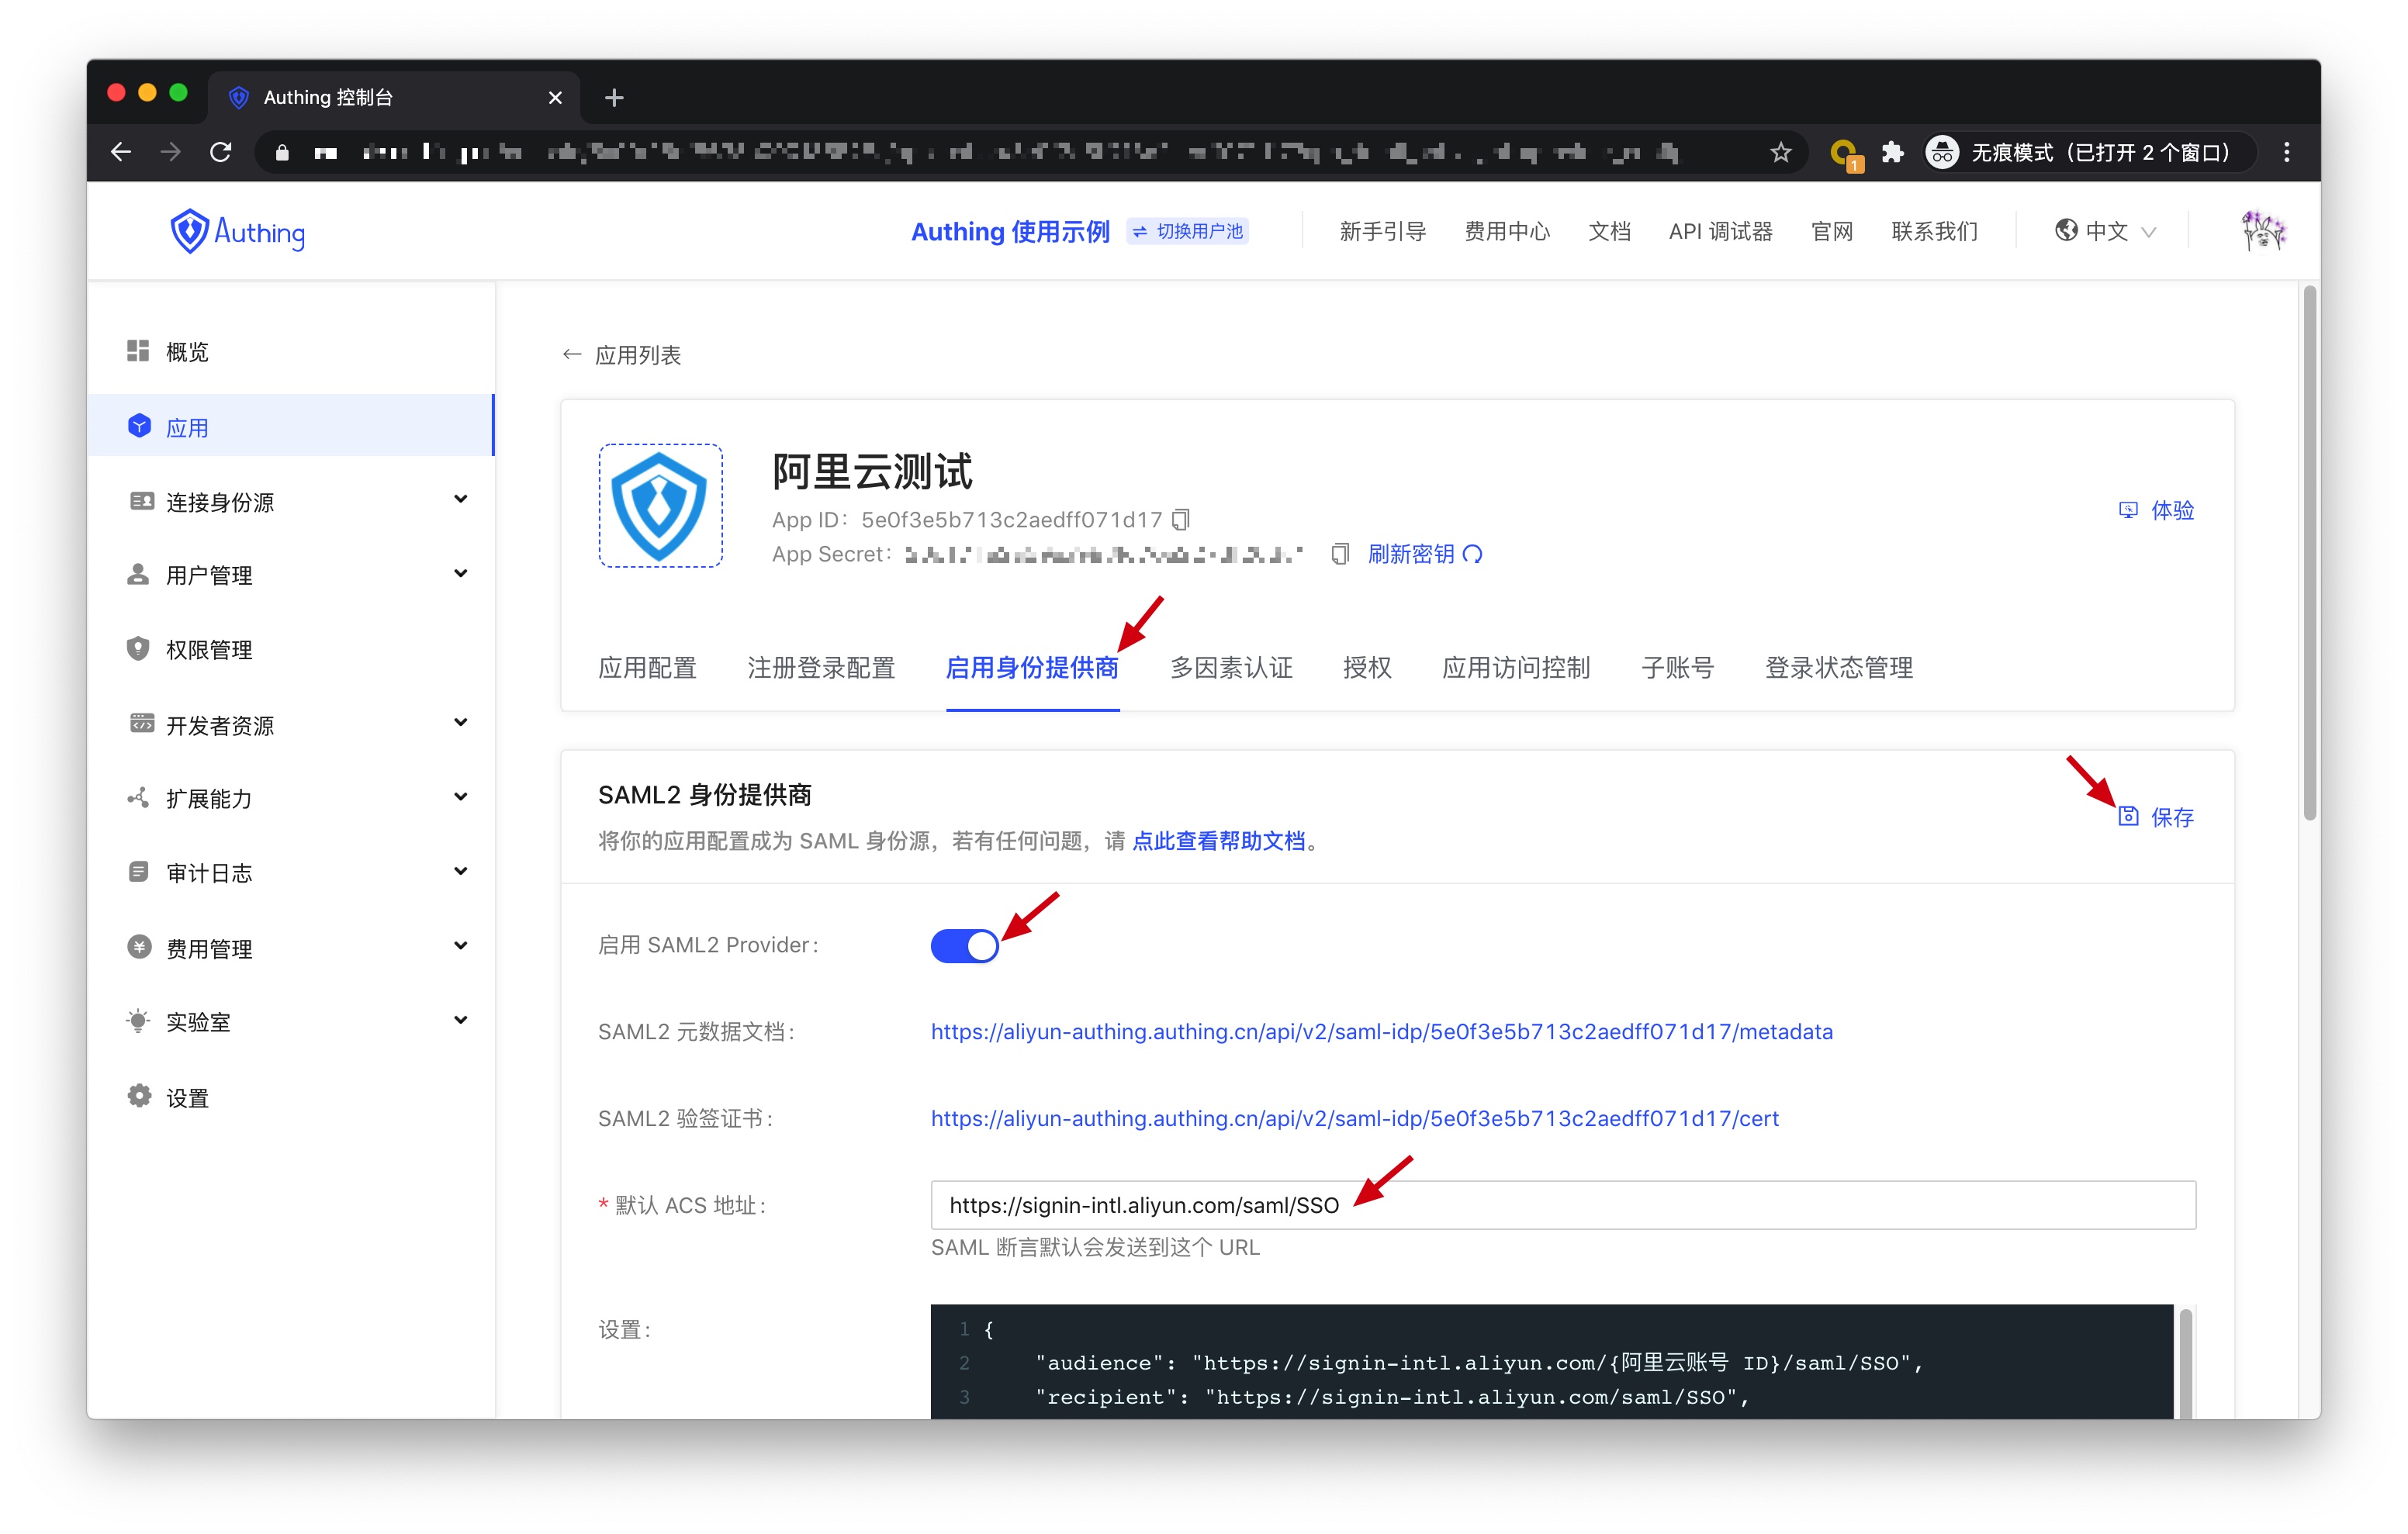 Authing 控制台
无痕模式（已打开 2 个窗口）
1
Authing
Authing 使用示例
切换用户池
新手引导
费用中心
文档
API 调试器
官网
联系我们
中文
概览
应用
连接身份源
用户管理
权限管理
开发者资源
扩展能力
审计日志
费用管理
实验室
设置
应用列表
阿里云测试
App ID：5e0f3e5b713c2aedff071d17
App Secret：
刷新密钥
体验
应用配置
注册登录配置
启用身份提供商
多因素认证
授权
应用访问控制
子账号
登录状态管理
SAML2 身份提供商
将你的应用配置成为 SAML 身份源，若有任何问题，请 点此查看帮助文档。
保存
启用 SAML2 Provider：
SAML2 元数据文档：
https://aliyun-authing.authing.cn/api/v2/saml-idp/5e0f3e5b713c2aedff071d17/metadata
SAML2 验签证书：
https://aliyun-authing.authing.cn/api/v2/saml-idp/5e0f3e5b713c2aedff071d17/cert
* 默认 ACS 地址：
https://signin-intl.aliyun.com/saml/SSO
SAML 断言默认会发送到这个 URL
设置：
1 {
2 "audience": "https://signin-intl.aliyun.com/{阿里云账号 ID}/saml/SSO",
3 "recipient": "https://signin-intl.aliyun.com/saml/SSO",